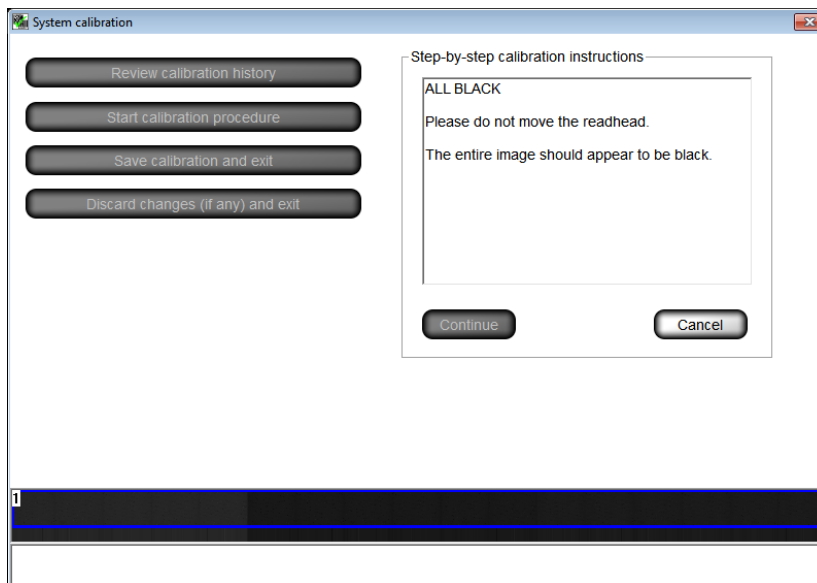 System calibration
Review calibration history
Start calibration procedure
Save calibration and exit
Discard changes (if any) and exit
Step-by-step calibration instructions
ALL BLACK
Please do not move the readhead.
The entire image should appear to be black.
Continue
Cancel
1